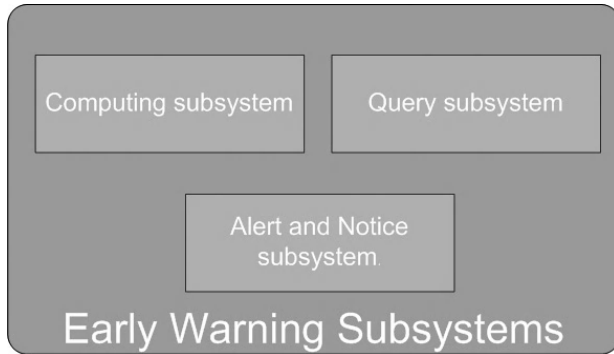 Computing subsystem
Query subsystem
Alert and Notice
subsystem.
Early Warning Subsystems